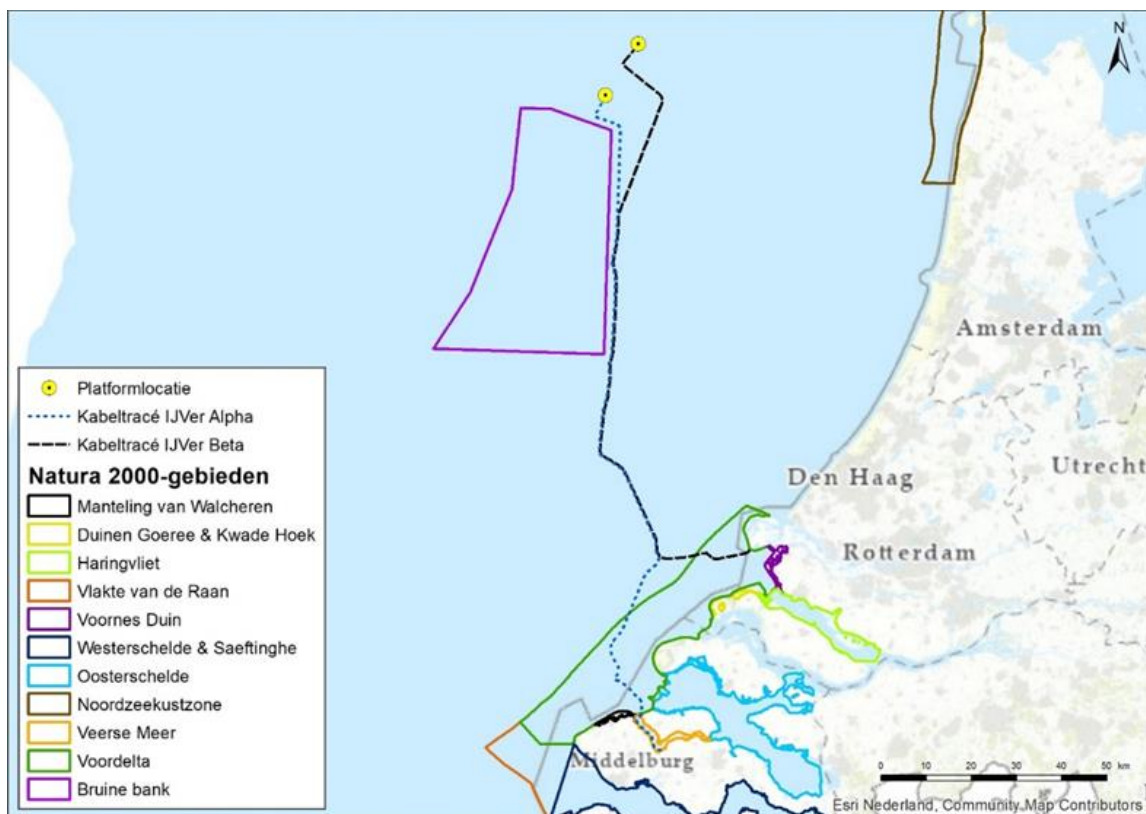 N
Amsterdam
Den Haag
Utrecht
Rotterdam
Middelburg
Platformlocatie
Kabeltracé IJVer Alpha
Kabeltracé IJVer Beta
Natura 2000-gebieden
Manteling van Walcheren
Duinen Goeree & Kwade Hoek
Haringvliet
Vlakte van de Raan
Voornes Duin
Westerschelde & Saeftinghe
Oosterschelde
Noordzeekustzone
Veerse Meer
Voordelta
Bruine bank
0 10 20 30 40 50 km
Esri Nederland, Community Map Contributors